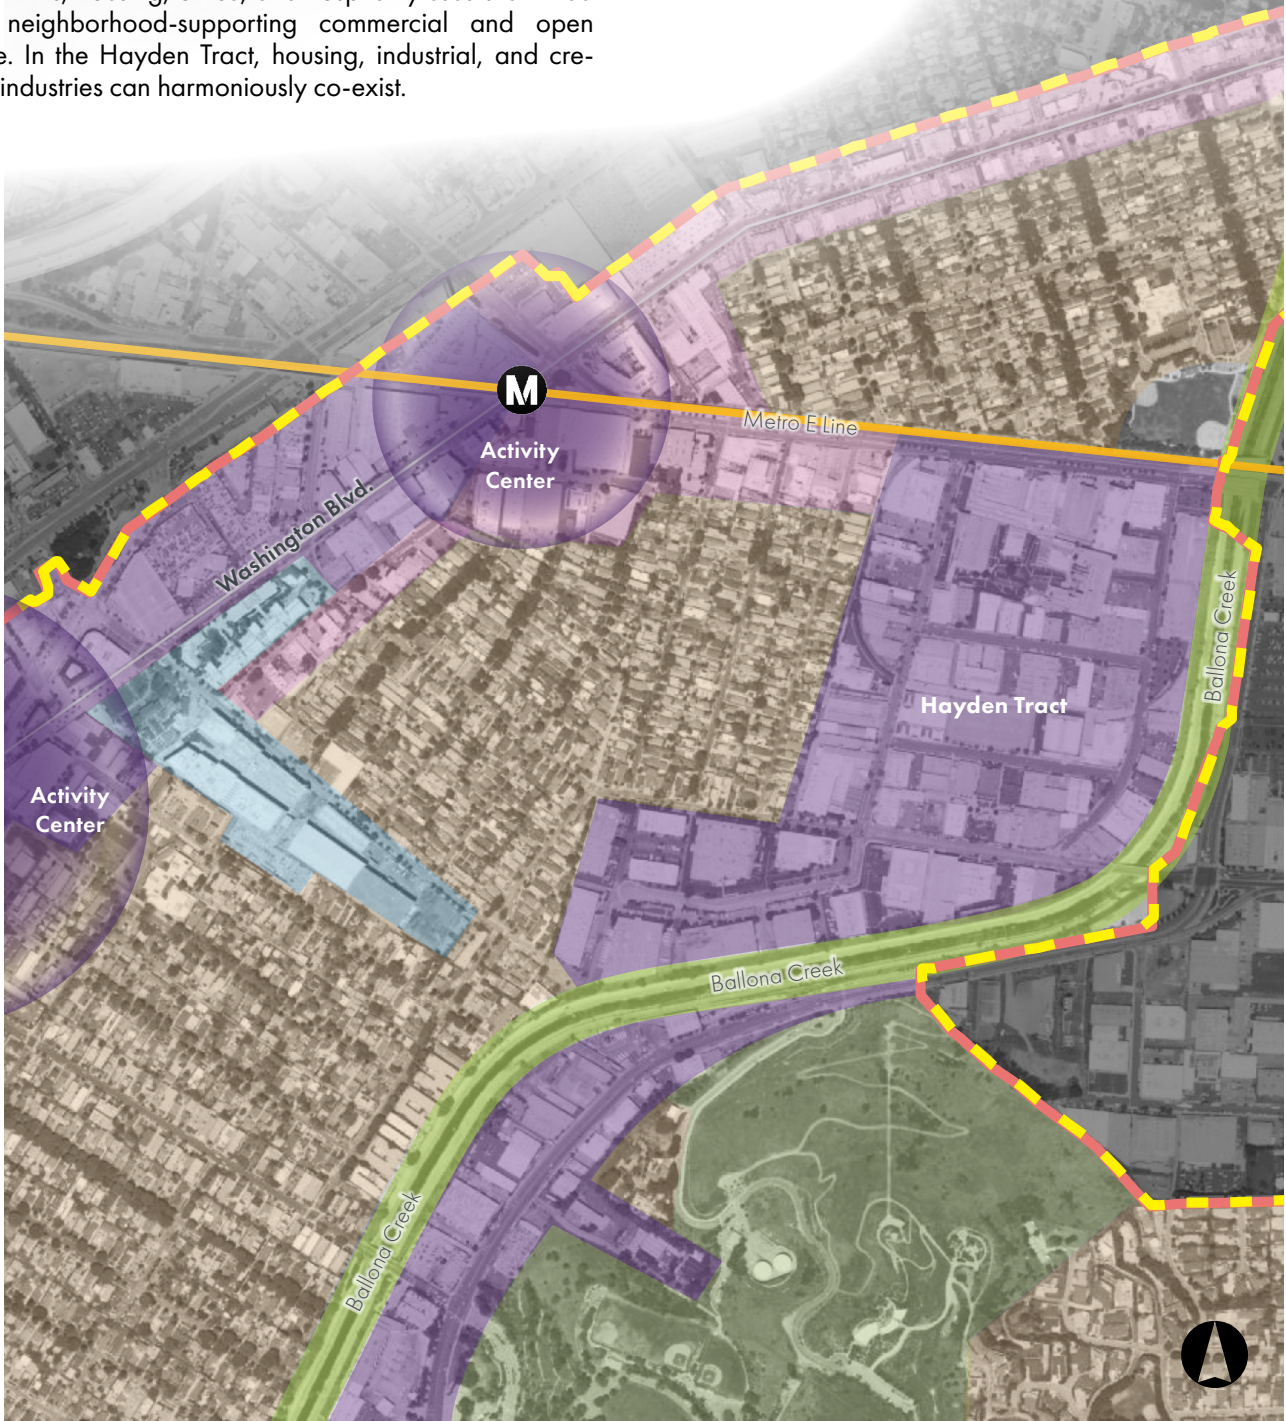 neighborhood-supporting commercial and open
e. In the Hayden Tract, housing, industrial, and cre-
industries can harmoniously co-exist.
M
Metro E Line
Activity
Center
Washington Blvd.
Ballona Creek
Hayden Tract
Activity
Center
Ballona Creek
Ballona Creek